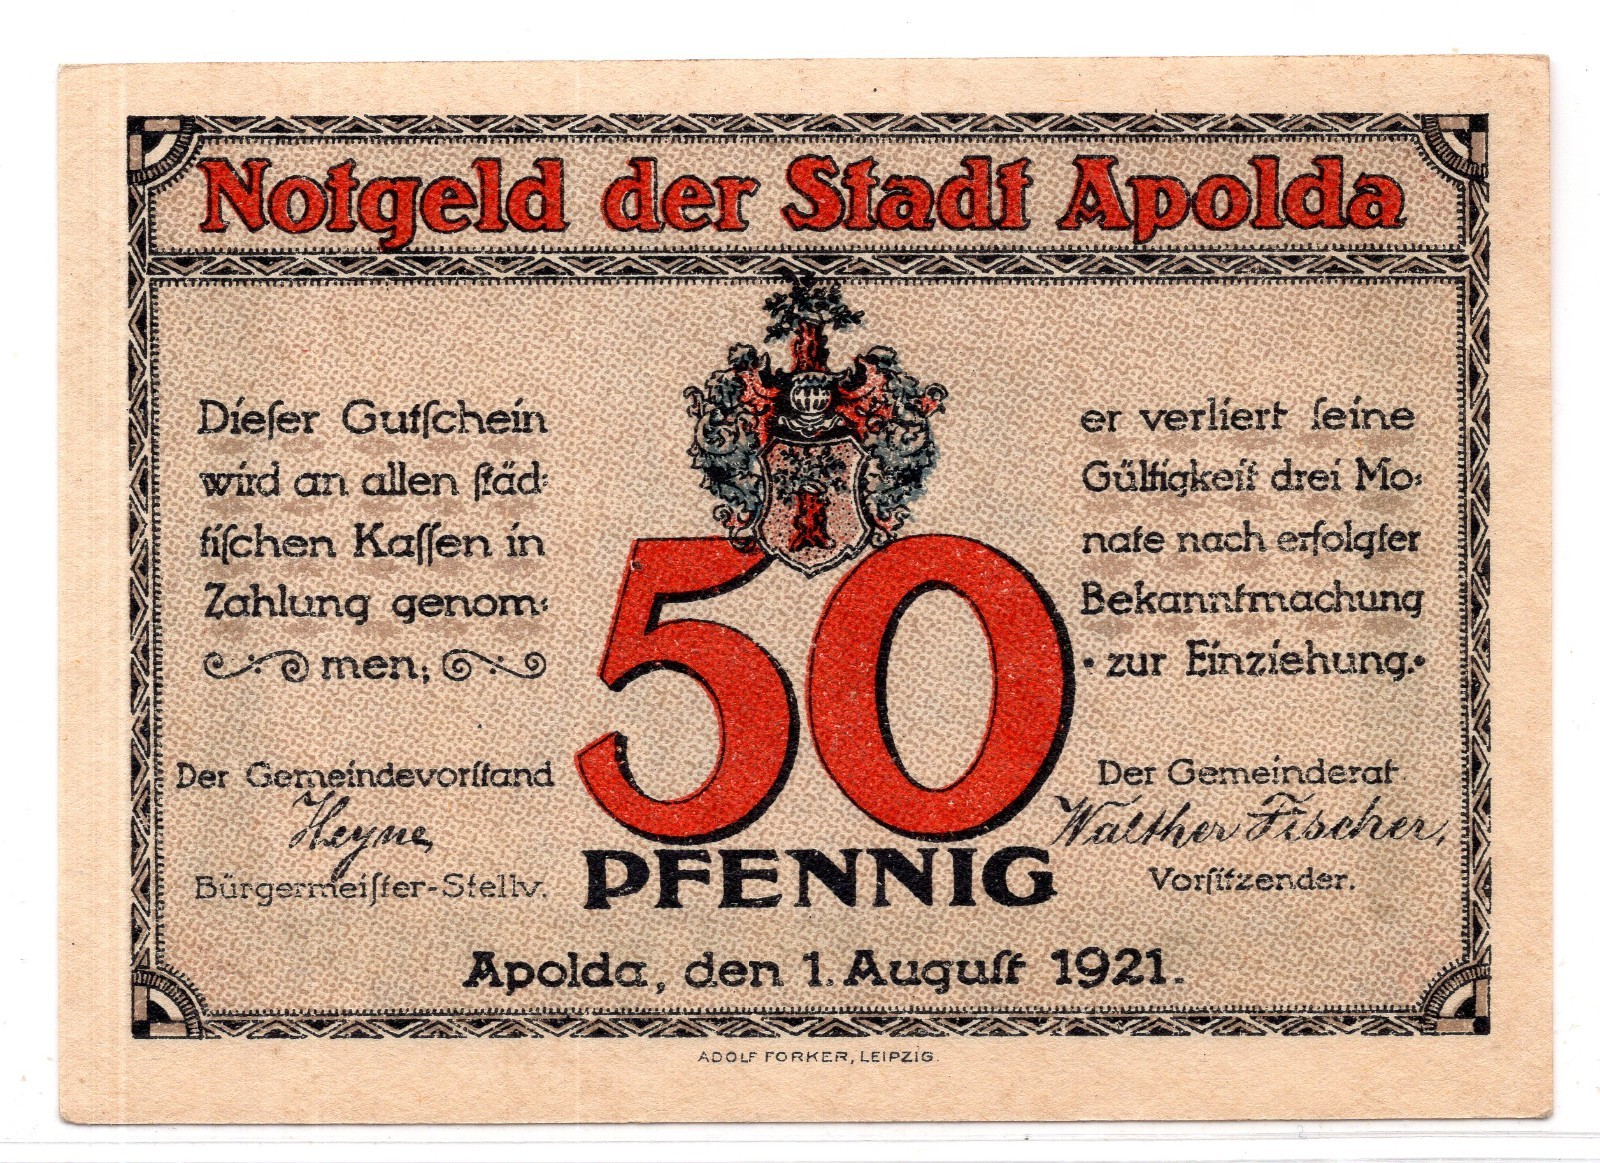 Notgeld der Stadt Apolda
Dieſer Gutſchein
wird an allen ſtäd⸗
tiſchen Kaſſen in
Zahlung genom⸗
men;
er verliert ſeine
Gültigkeit drei Mo⸗
nate nach erfolgter
Bekanntmachung
• zur Einziehung. •
50
PFENNIG
Der Gemeindevorſtand
Heyne
Bürgermeiſter-Stellv.
Der Gemeinderat
Walther Fischer,
Vorſitzender.
Apolda, den 1. Auguſt 1921.
ADOLF FORKER, LEIPZIG.